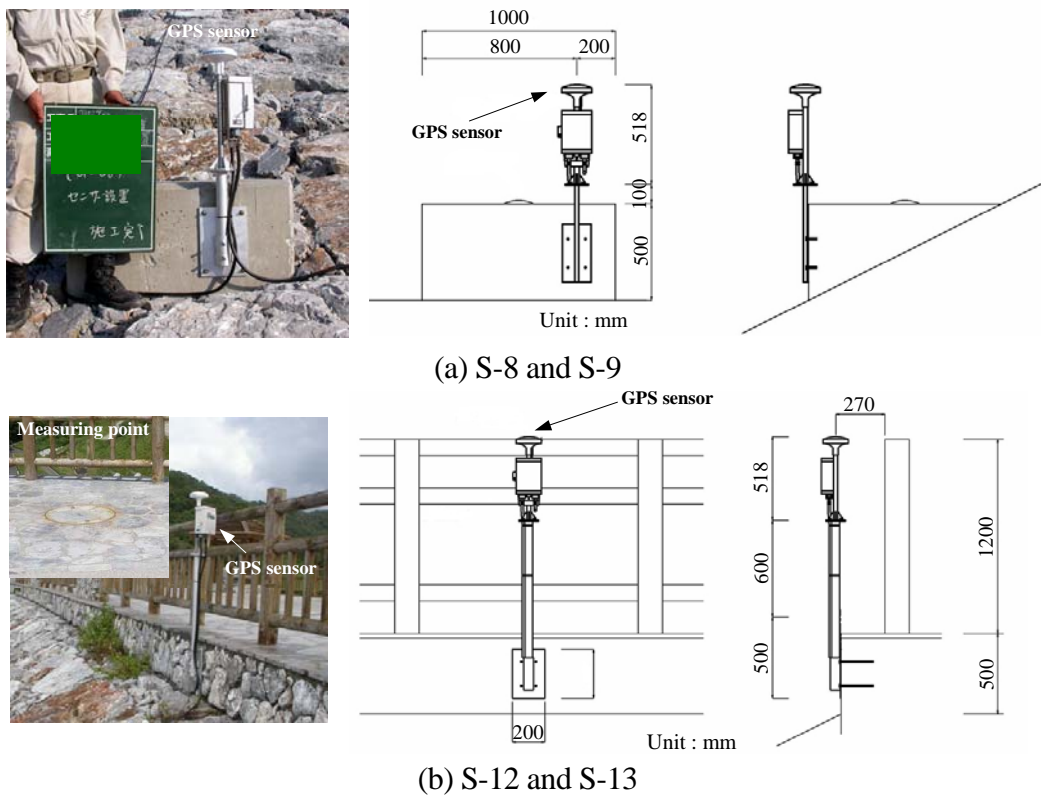 GPS sensor
センサ設置
施工完了
1000
800
200
GPS sensor
518
100
500
Unit : mm
(a) S-8 and S-9
GPS sensor
Measuring point
GPS sensor
270
518
600
500
1200
500
200
Unit : mm
(b) S-12 and S-13